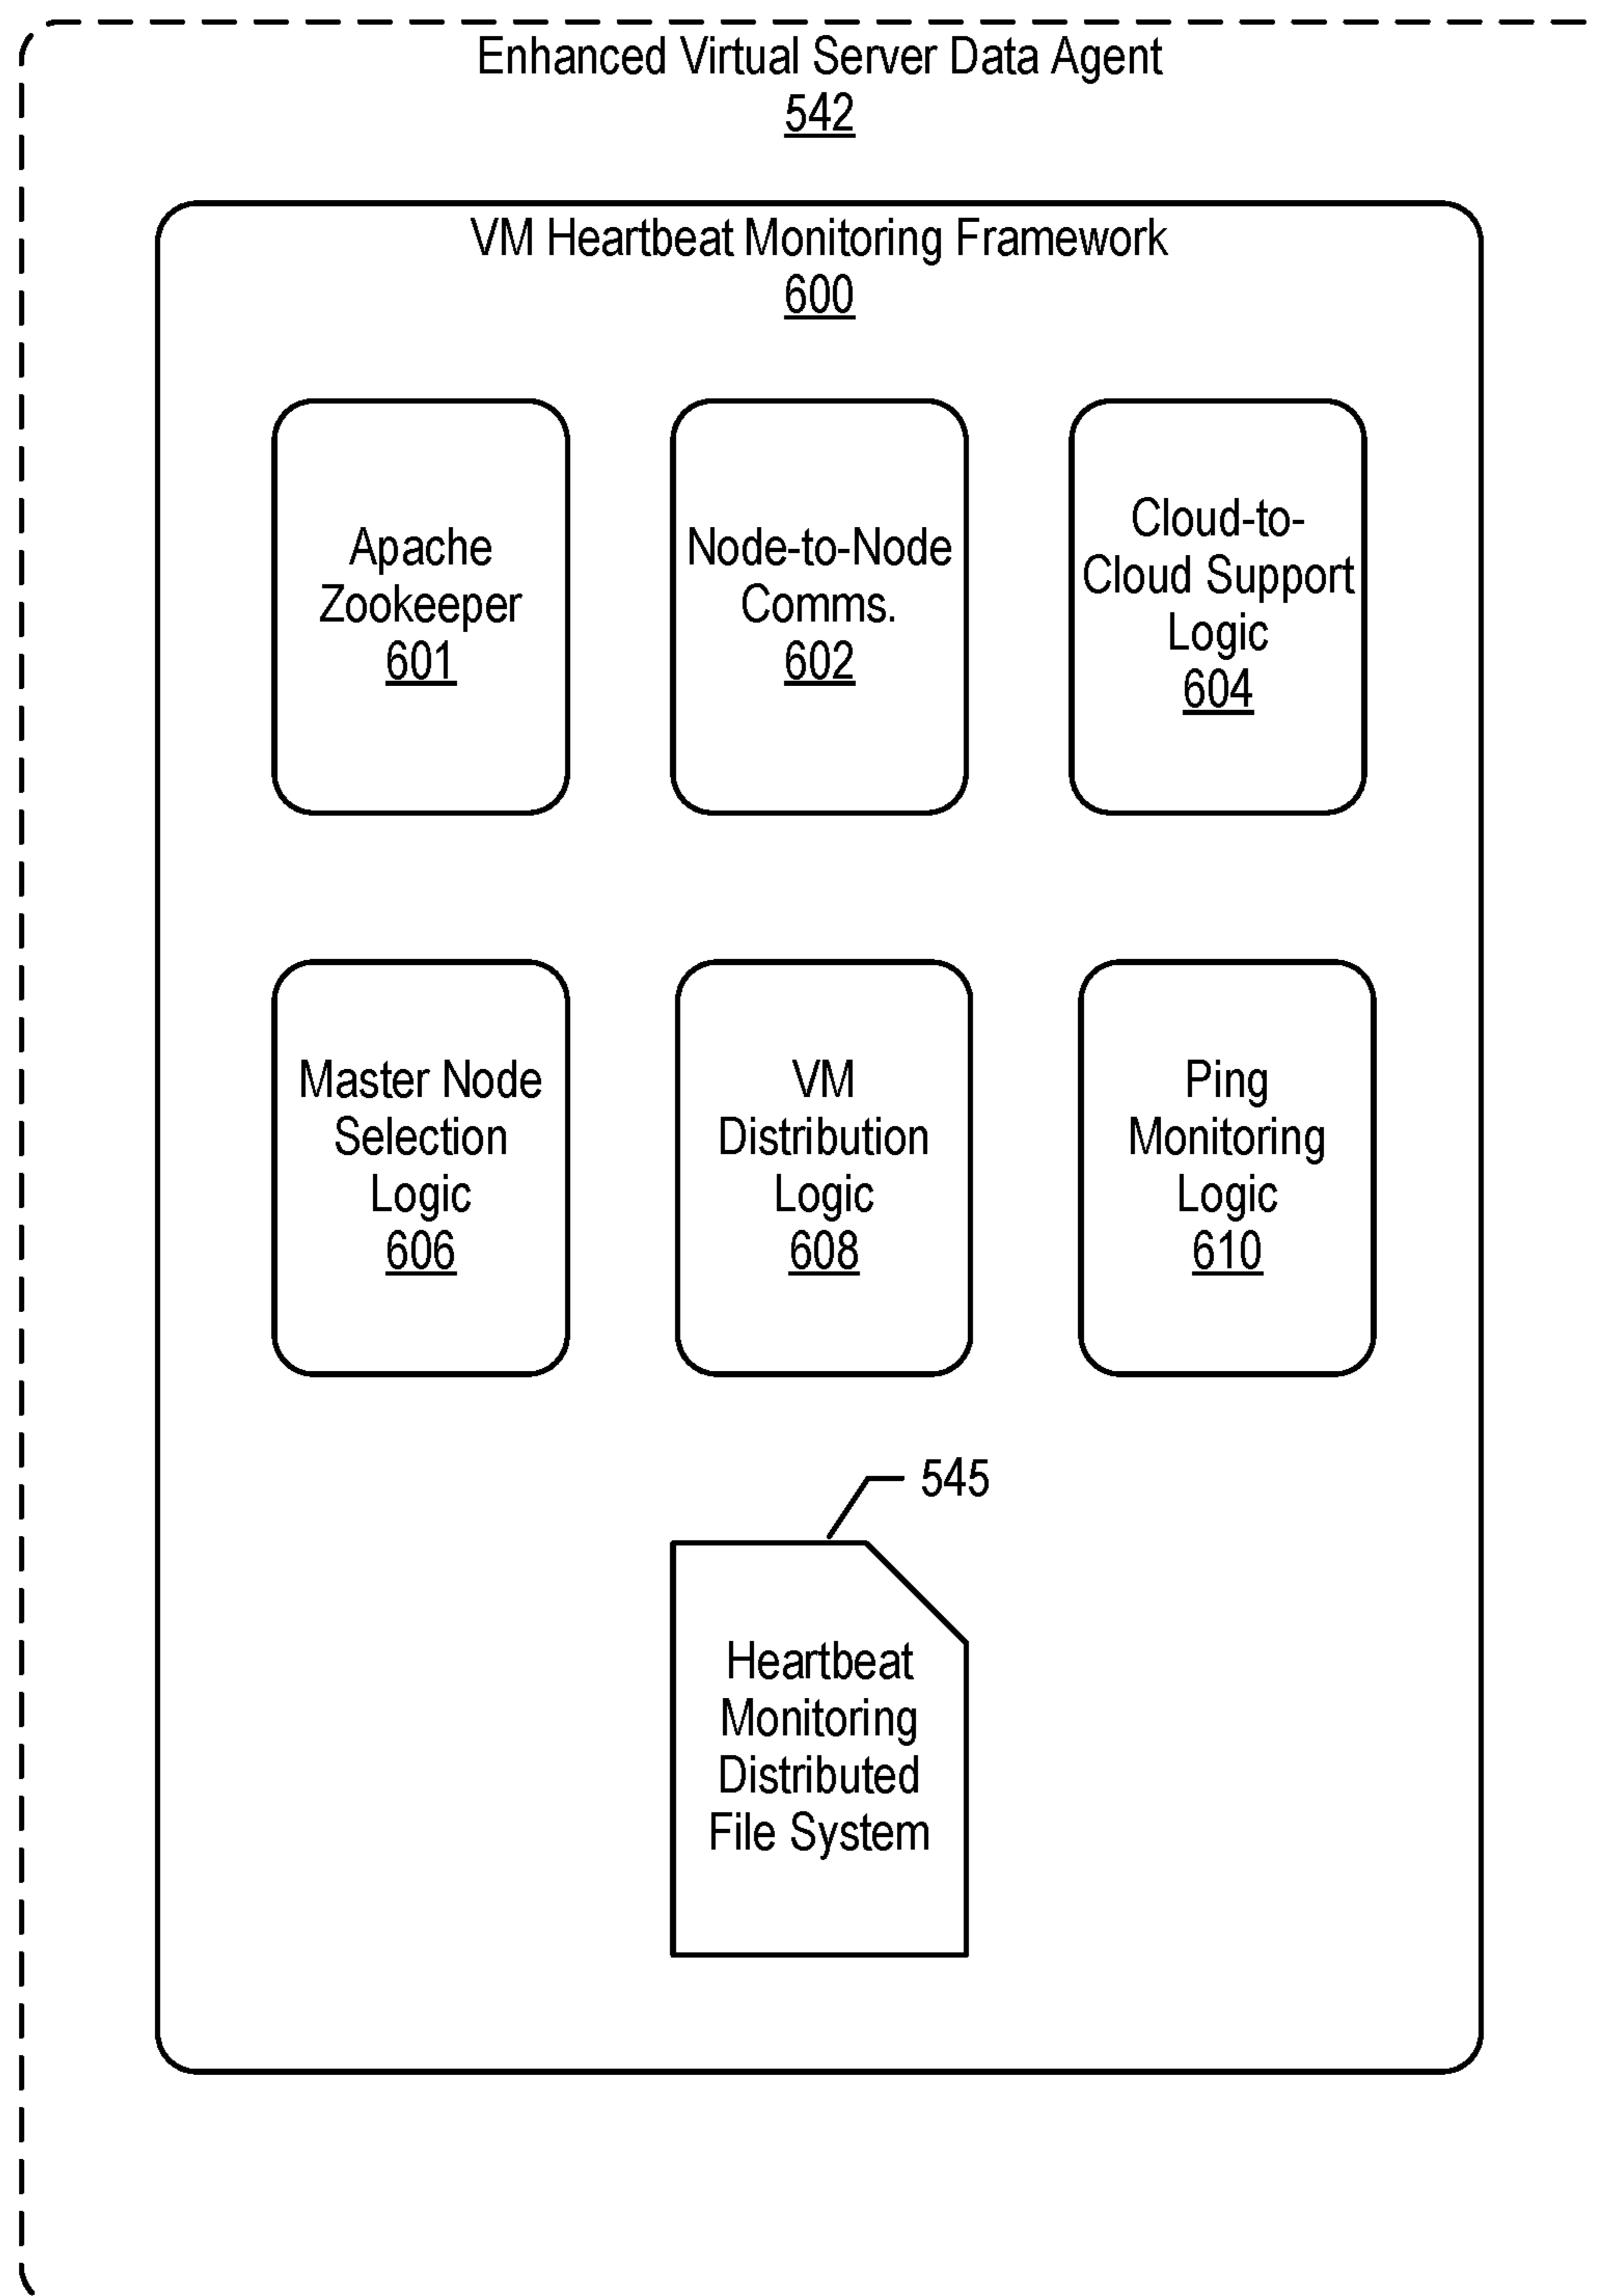 Enhanced Virtual Server Data Agent
542
VM Heartbeat Monitoring Framework
600
Apache
Zookeeper
601
Node-to-Node
Comms.
602
Cloud-to-
Cloud Support
Logic
604
Master Node
Selection
Logic
606
VM
Distribution
Logic
608
Ping
Monitoring
Logic
610
545
Heartbeat
Monitoring
Distributed
File System